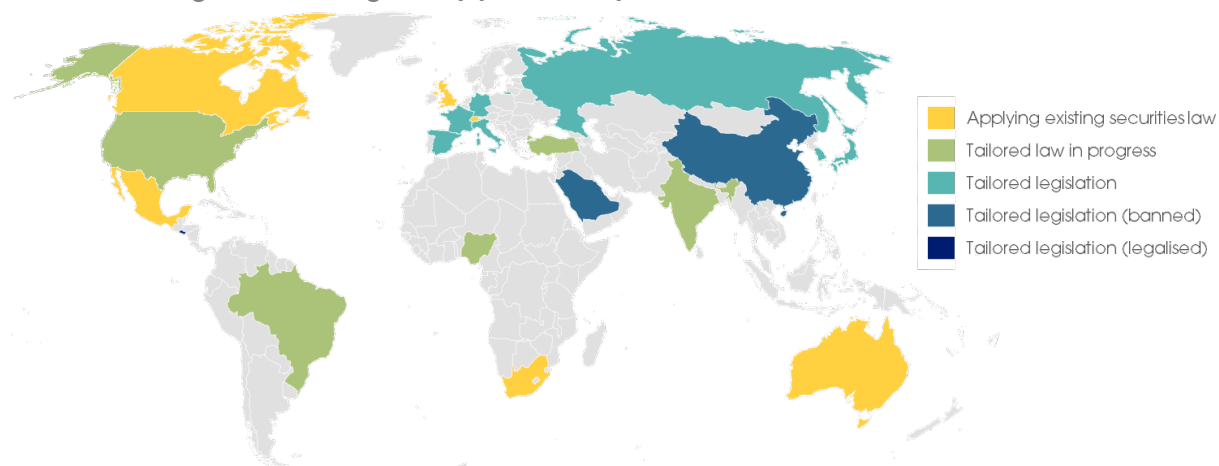 Applying existing securities law
Tailored law in progress
Tailored legislation
Tailored legislation (banned)
Tailored legislation (legalised)